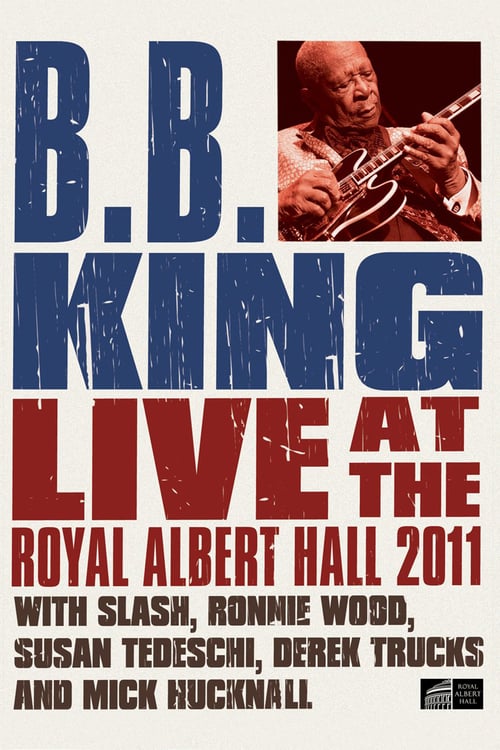 B.B.
KING
LIVE AT
THE
ROYAL ALBERT HALL 2011
WITH SLASH, RONNIE WOOD,
SUSAN TEDESCHI, DEREK TRUCKS
AND MICK HUCKNALL
ROYAL
ALBERT
HALL